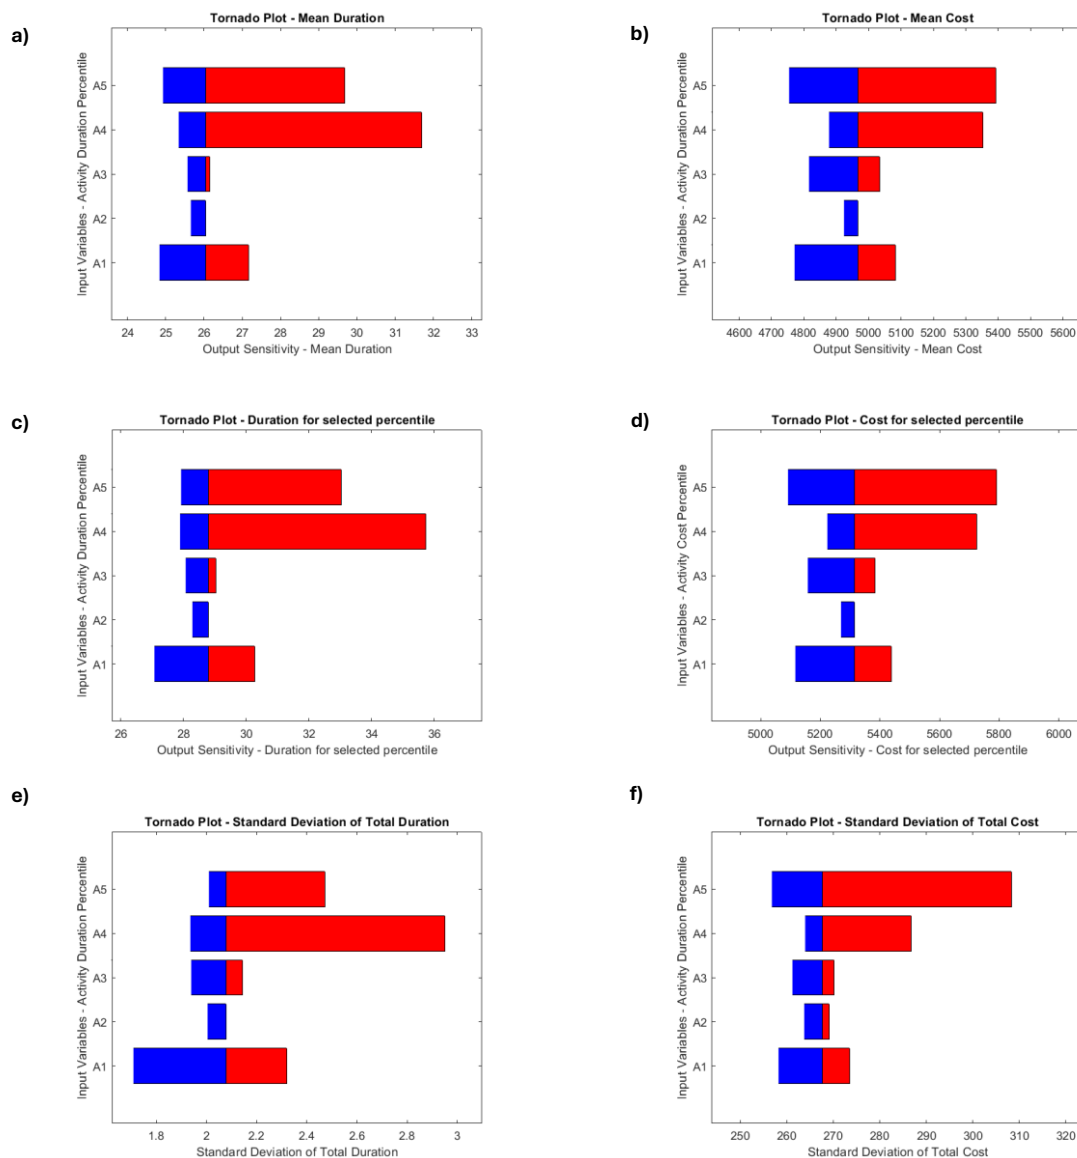 a)
Tornado Plot - Mean Duration
Input Variables - Activity Duration Percentile
A5
A4
A3
A2
A1
24 25 26 27 28 29 30 31 32 33
Output Sensitivity - Mean Duration
b)
Tornado Plot - Mean Cost
Input Variables - Activity Duration Percentile
A5
A4
A3
A2
A1
4600 4700 4800 4900 5000 5100 5200 5300 5400 5500 5600
Output Sensitivity - Mean Cost
c)
Tornado Plot - Duration for selected percentile
Input Variables - Activity Duration Percentile
A5
A4
A3
A2
A1
26 28 30 32 34 36
Output Sensitivity - Duration for selected percentile
d)
Tornado Plot - Cost for selected percentile
Input Variables - Activity Cost Percentile
A5
A4
A3
A2
A1
5000 5200 5400 5600 5800 6000
Output Sensitivity - Cost for selected percentile
e)
Tornado Plot - Standard Deviation of Total Duration
Input Variables - Activity Duration Percentile
A5
A4
A3
A2
A1
1.8 2 2.2 2.4 2.6 2.8 3
Standard Deviation of Total Duration
f)
Tornado Plot - Standard Deviation of Total Cost
Input Variables - Activity Duration Percentile
A5
A4
A3
A2
A1
250 260 270 280 290 300 310 320
Standard Deviation of Total Cost